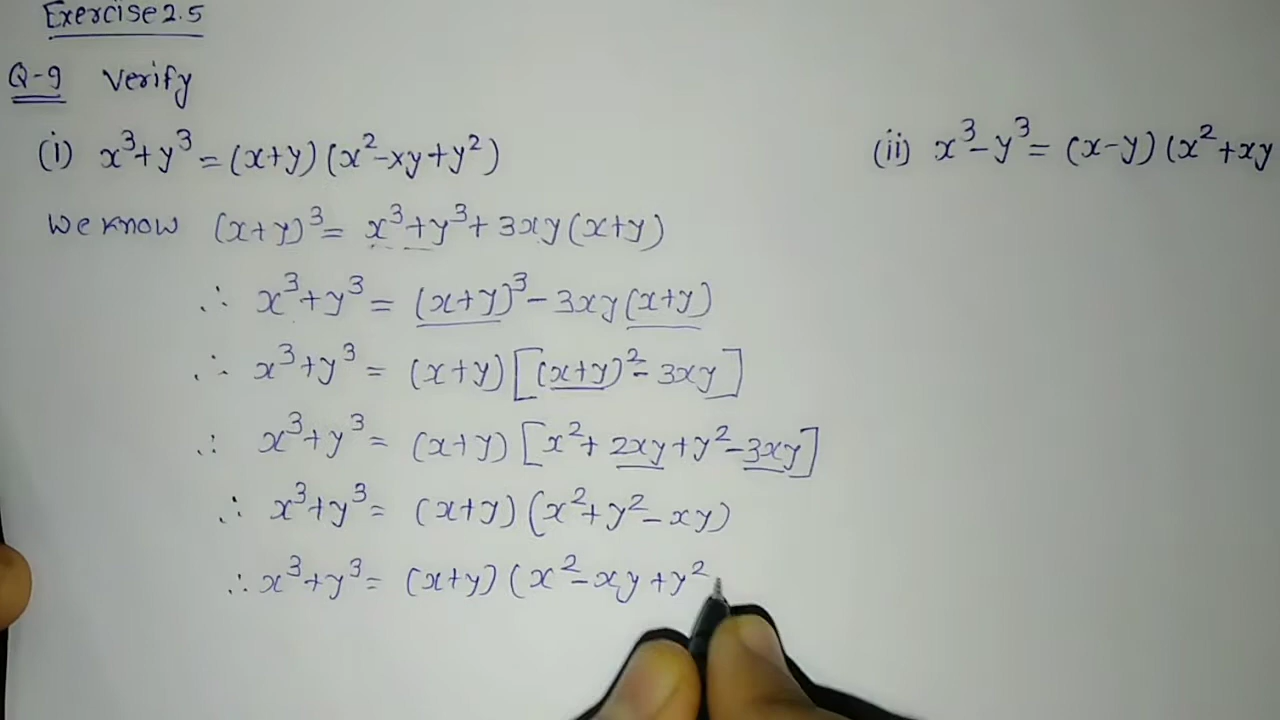 Exercise 2.5
Q-9 Verify
(i) x³+y³=(x+y)(x²-xy+y²)
(ii) x³-y³=(x-y)(x²+xy
we know (x+y)³= x³+y³+3xy(x+y)
∴ x³+y³= (x+y)³-3xy(x+y)
∴ x³+y³= (x+y)[(x+y)²-3xy]
∴ x³+y³= (x+y)[x²+2xy+y²-3xy]
∴ x³+y³= (x+y)(x²+y²-xy)
∴ x³+y³= (x+y)(x²-xy+y²